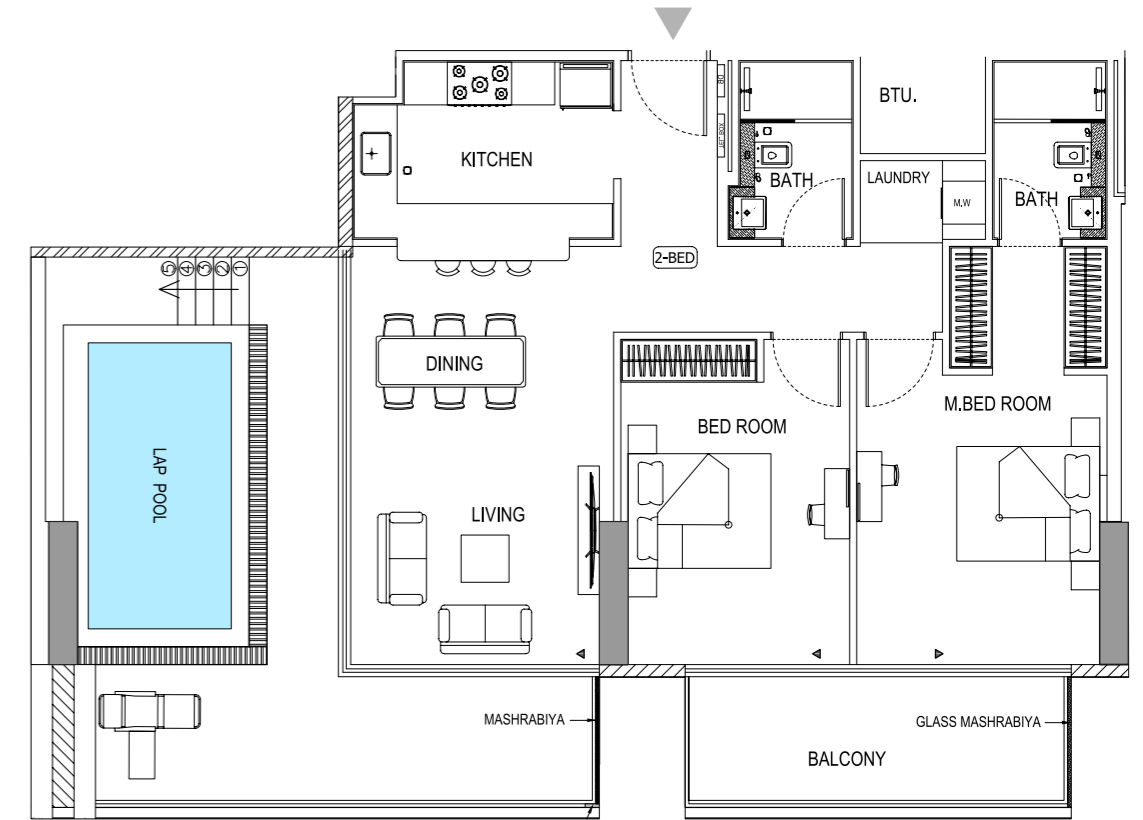 BTU.
KITCHEN
BATH
LAUNDRY
M.W
BATH
2-BED
5 4 3 2 1
DINING
M.BED ROOM
BED ROOM
LAP POOL
LIVING
MASHRABIYA
GLASS MASHRABIYA
BALCONY